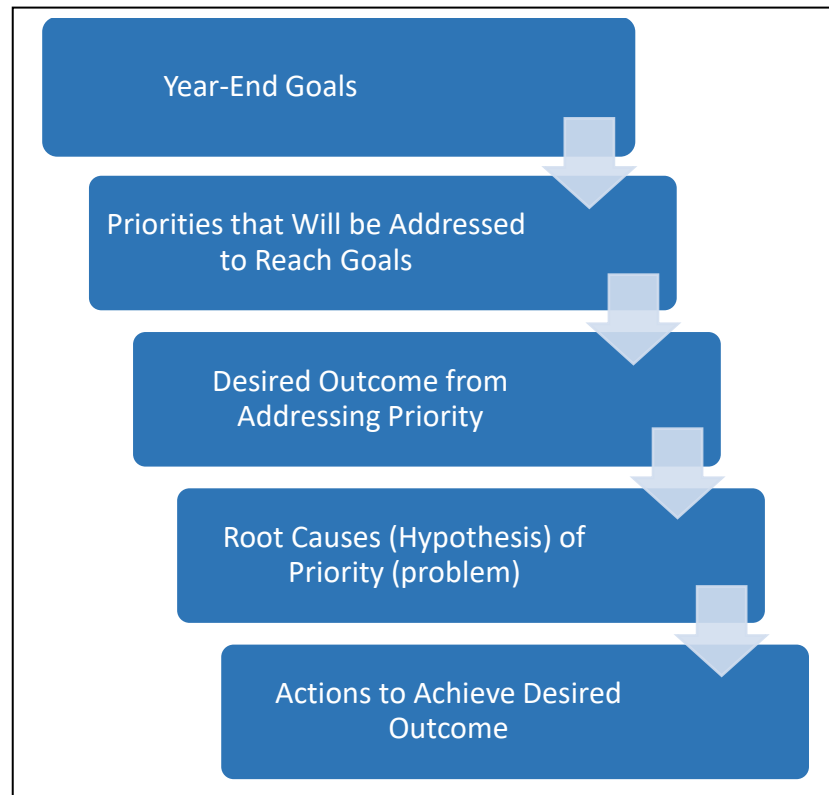 Year-End Goals
Priorities that Will be Addressed
to Reach Goals
Desired Outcome from
Addressing Priority
Root Causes (Hypothesis) of
Priority (problem)
Actions to Achieve Desired
Outcome